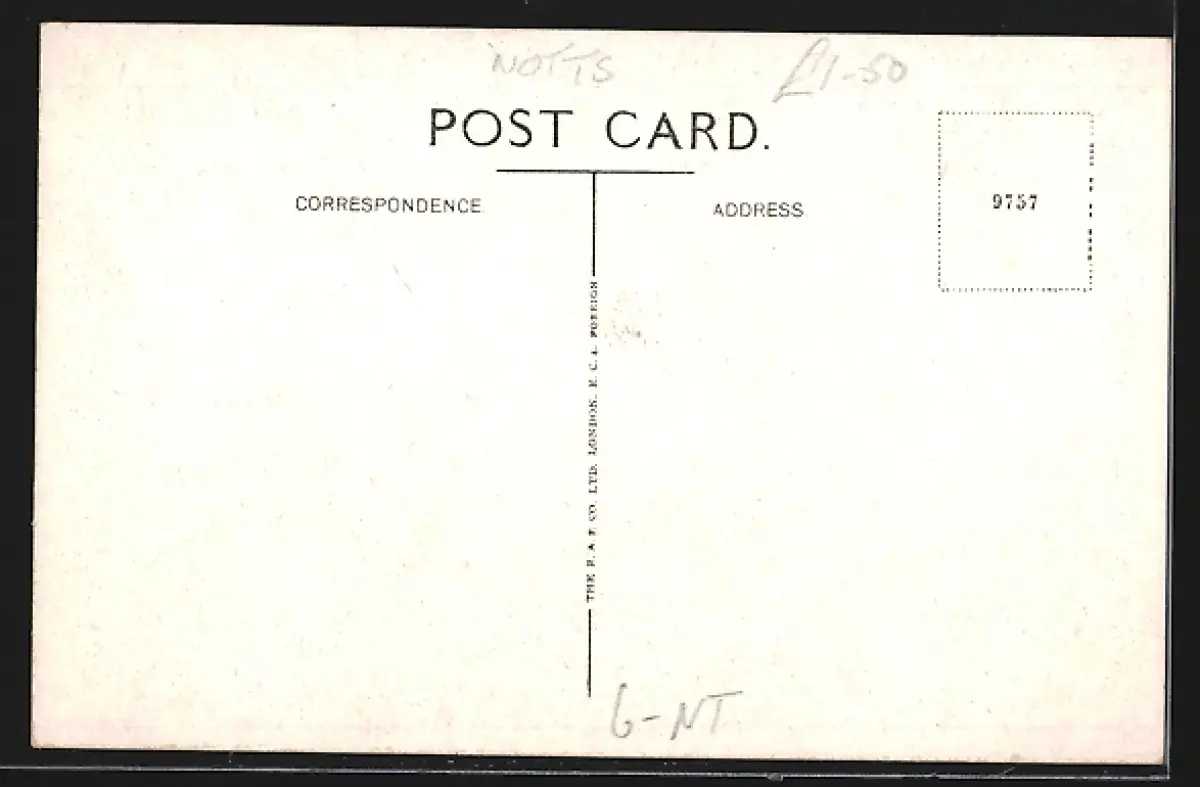 NOTTS £1-50
POST CARD.
CORRESPONDENCE ADDRESS
9757
THE P. A P. CO. LTD. LONDON. E. C. 4. FOREIGN
6-NT